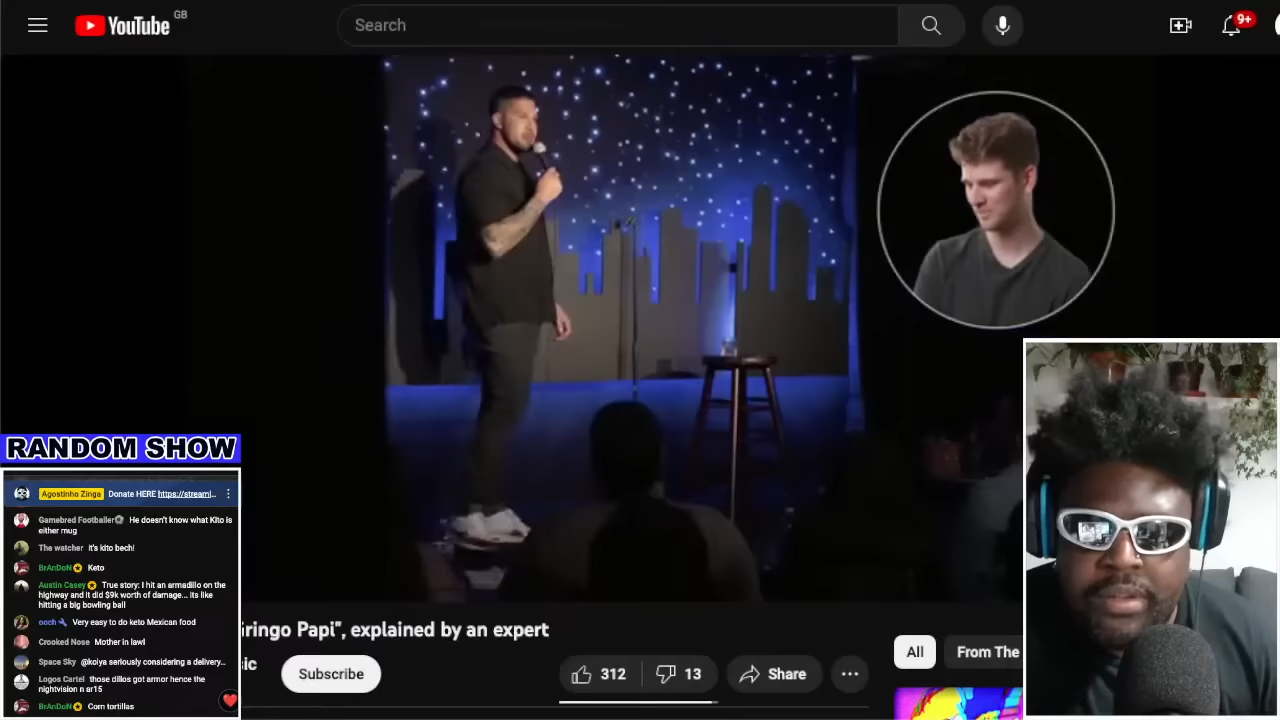 YouTube
GB
Search
9+
RANDOM SHOW
Agostinho Zinga Donate HERE https://streaml...
Gamebred Footballer He doesn't know what Kito is
either mug
The watcher It's kito bech!
BrAnDoN Keto
Austin Casey True story: I hit an armadillo on the
highway and it did $9k worth of damage... its like
hitting a big bowling ball
ooch Very easy to do keto Mexican food
Crooked Nose Mother in law!
Space Sky @koiya seriously considering a delivery...
Logos Cartel those dillos got armor hence the
nightvision n ar15
BrAnDoN Corn tortillas
Gringo Papi", explained by an expert
sic
Subscribe
312
13
Share
All
From The